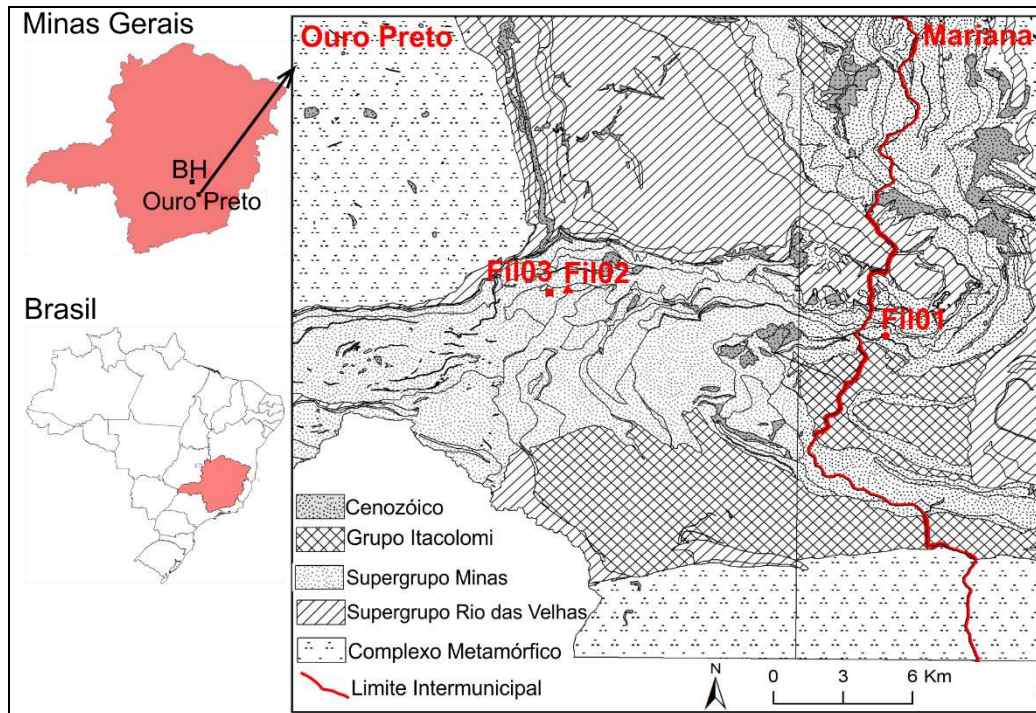 Minas Gerais
BH
Ouro Preto
Brasil
Ouro Preto
Mariana
Fil03
Fil02
Fil01
Cenozóico
Grupo Itacolomi
Supergrupo Minas
Supergrupo Rio das Velhas
Complexo Metamórfico
Limite Intermunicipal
N
0 3 6 Km